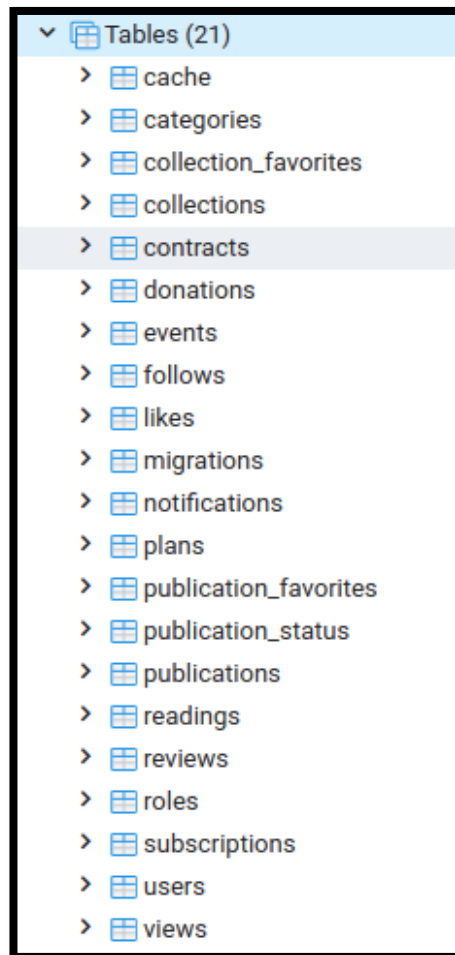 Tables (21)
cache
categories
collection_favorites
collections
contracts
donations
events
follows
likes
migrations
notifications
plans
publication_favorites
publication_status
publications
readings
reviews
roles
subscriptions
users
views